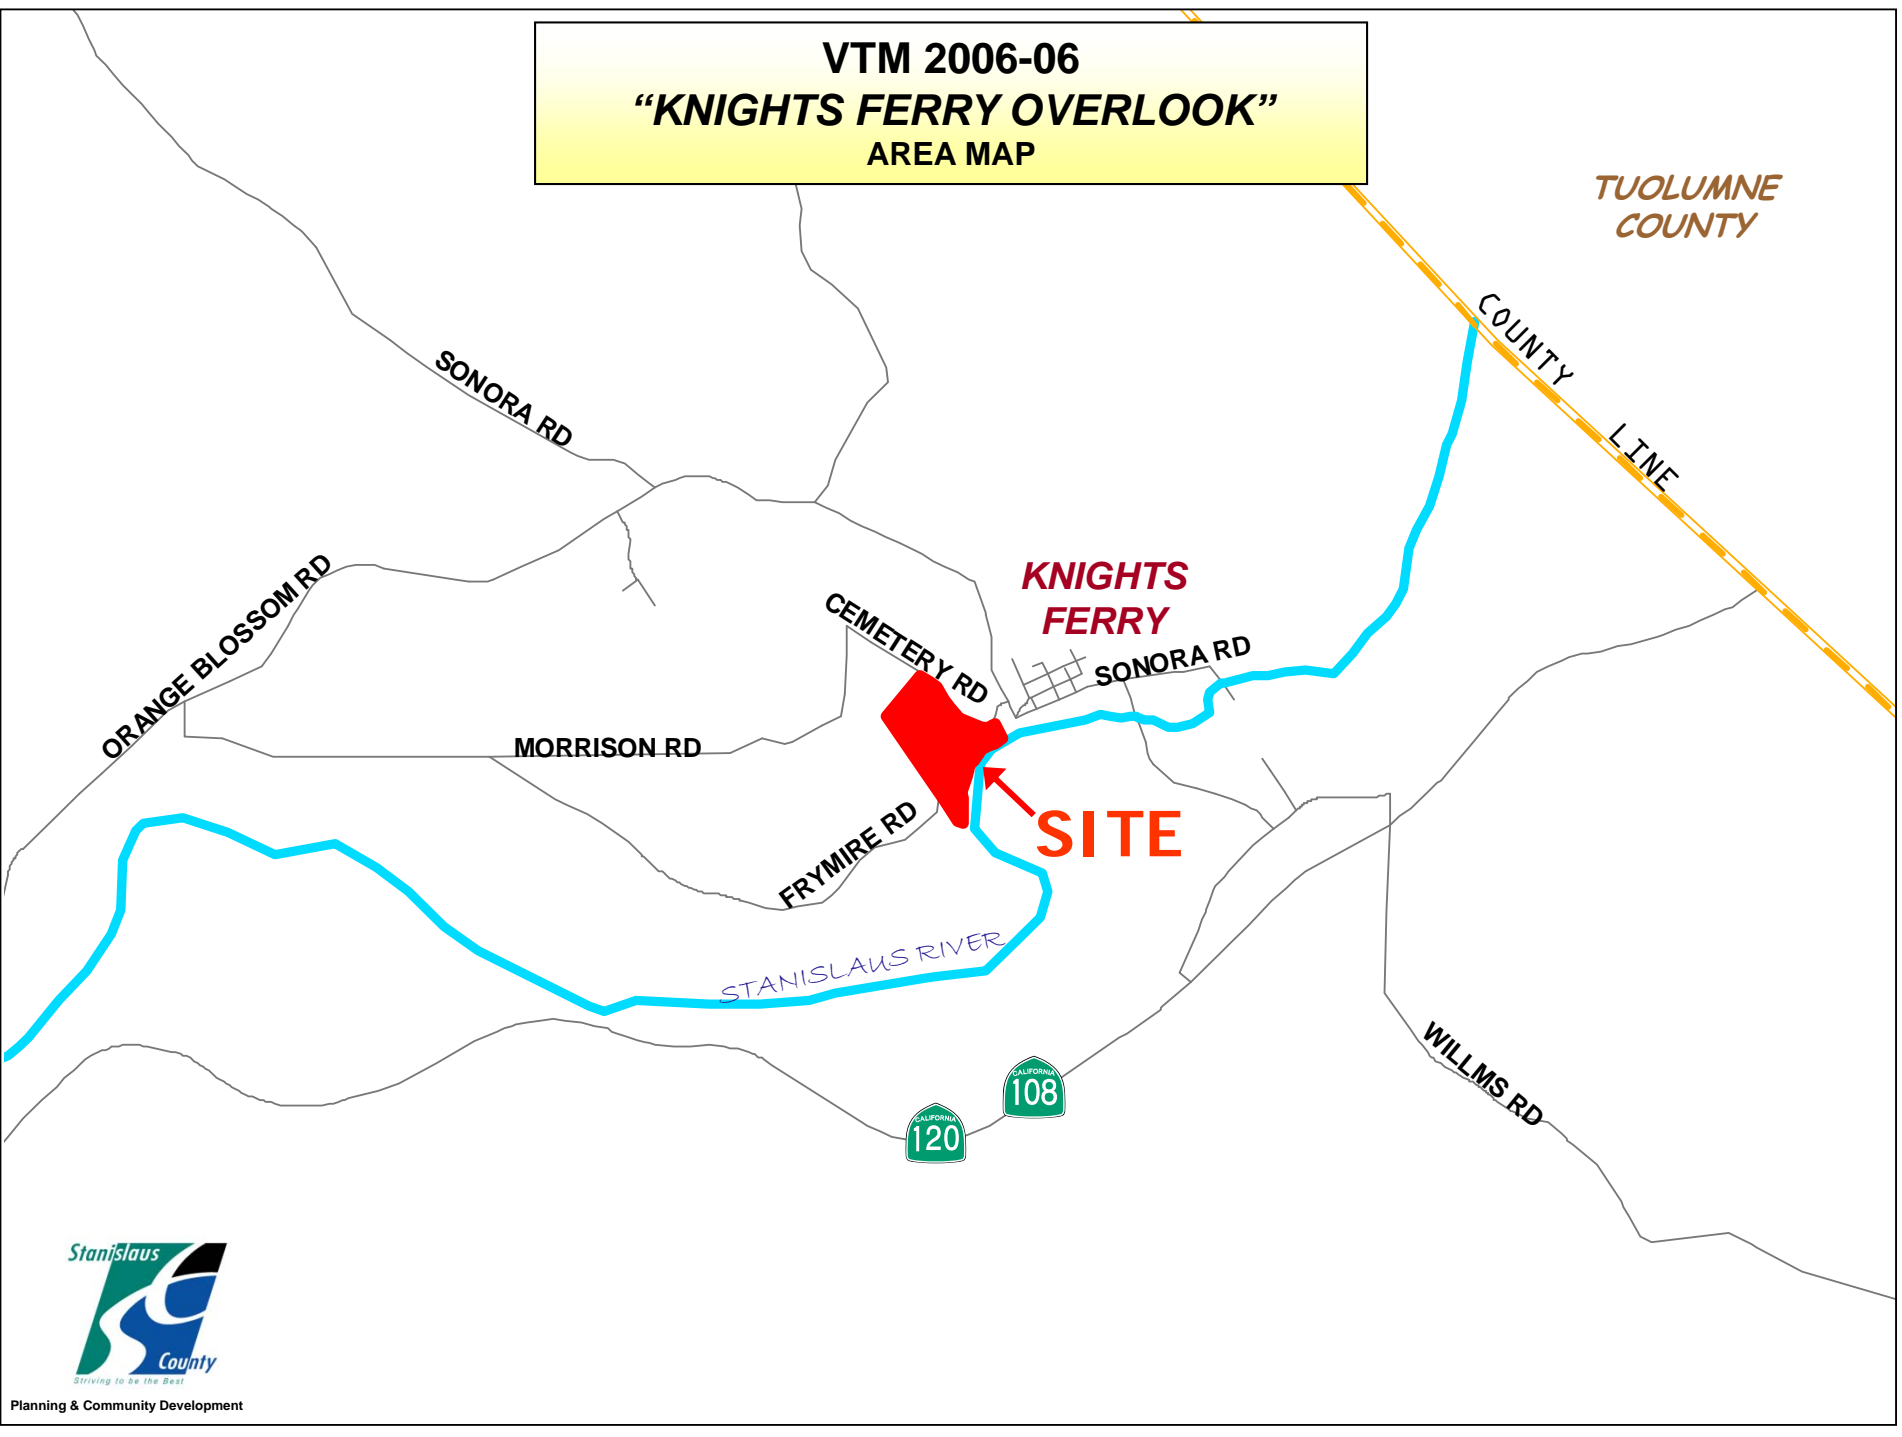 VTM 2006-06
“KNIGHTS FERRY OVERLOOK”
AREA MAP
TUOLUMNE
COUNTY
COUNTY LINE
SONORA RD
ORANGE BLOSSOM RD
KNIGHTS
FERRY
CEMETERY RD
SONORA RD
MORRISON RD
FRYMIRE RD
SITE
STANISLAUS RIVER
WILLMS RD
CALIFORNIA
108
CALIFORNIA
120
Stanislaus
County
Striving to be the Best
Planning & Community Development